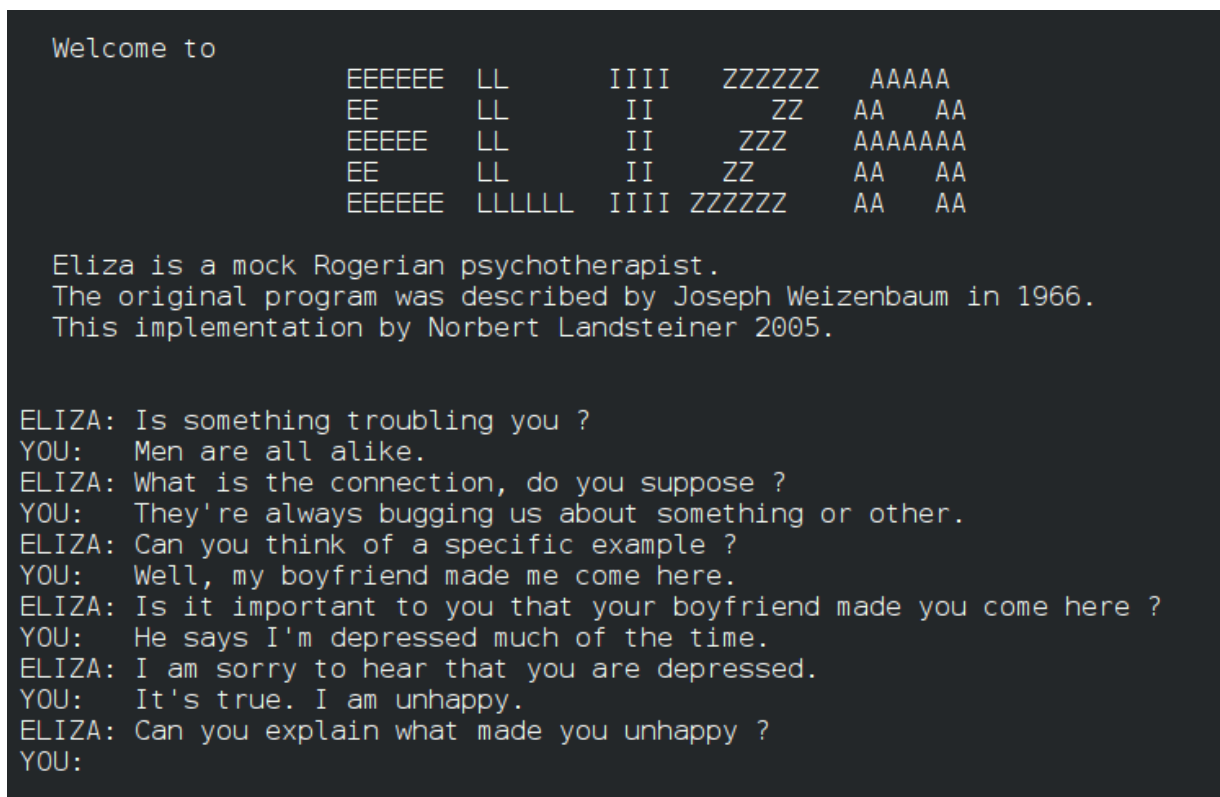 Welcome to
EEEEEE  LL      IIII   ZZZZZZ   AAAAA
EE      LL       II       ZZ   AA   AA
EEEEE   LL       II     ZZZ    AAAAAAA
EE      LL       II    ZZ      AA   AA
EEEEEE  LLLLLL  IIII ZZZZZZ    AA   AA
Eliza is a mock Rogerian psychotherapist.
The original program was described by Joseph Weizenbaum in 1966.
This implementation by Norbert Landsteiner 2005.
ELIZA: Is something troubling you ?
YOU:   Men are all alike.
ELIZA: What is the connection, do you suppose ?
YOU:   They're always bugging us about something or other.
ELIZA: Can you think of a specific example ?
YOU:   Well, my boyfriend made me come here.
ELIZA: Is it important to you that your boyfriend made you come here ?
YOU:   He says I'm depressed much of the time.
ELIZA: I am sorry to hear that you are depressed.
YOU:   It's true. I am unhappy.
ELIZA: Can you explain what made you unhappy ?
YOU: